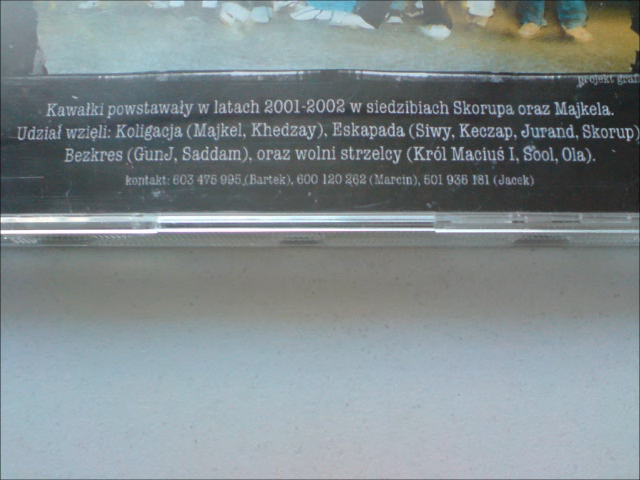 projekt graf
Kawałki powstawały w latach 2001-2002 w siedzibiach Skorupa oraz Majkela.
Udział wzięli: Koligacja (Majkel, Khedzay), Eskapada (Siwy, Keczap, Jurand, Skorup)
Bezkres (GunJ, Saddam), oraz wolni strzelcy (Król Maciuś I, Sool, Ola).
kontakt: 603 475 995 (Bartek), 600 120 262 (Marcin), 501 936 181 (Jacek)